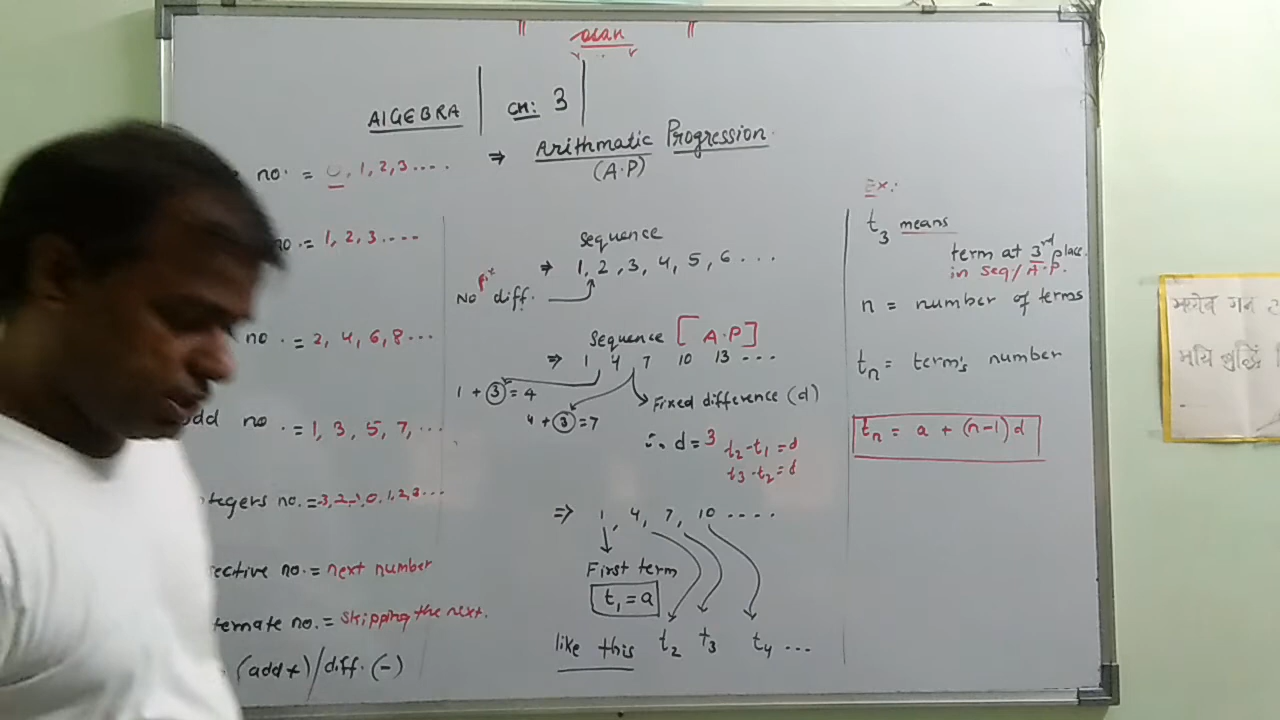 ALGEBRA | CH: 3
⇒ Arithmatic Progression
(A.P)
no. = 0, 1, 2, 3....
no. = 1, 2, 3....
no. = 2, 4, 6, 8...
odd no. = 1, 3, 5, 7, ...
no. = -3, 2, -1, 0, 1, 2, 3...
no. = next number
no. = skipping the next.
(add +)/diff. (-)
sequence
⇒ 1, 2, 3, 4, 5, 6 ...
No fix diff.
Sequence [A.P]
⇒ 1 4 7 10 13 ...
1 + 3 = 4
4 + 3 = 7
Fixed difference (d)
∴ d = 3
t₂ - t₁ = d
t₃ - t₂ = d
⇒ 1, 4, 7, 10 ....
First term
t₁ = a
like this t₂ t₃ t₄ ...
Ex:
t₃ means
term at 3rd place
in seq/A.P.
n = number of terms
tn = term's number
tn = a + (n-1)d